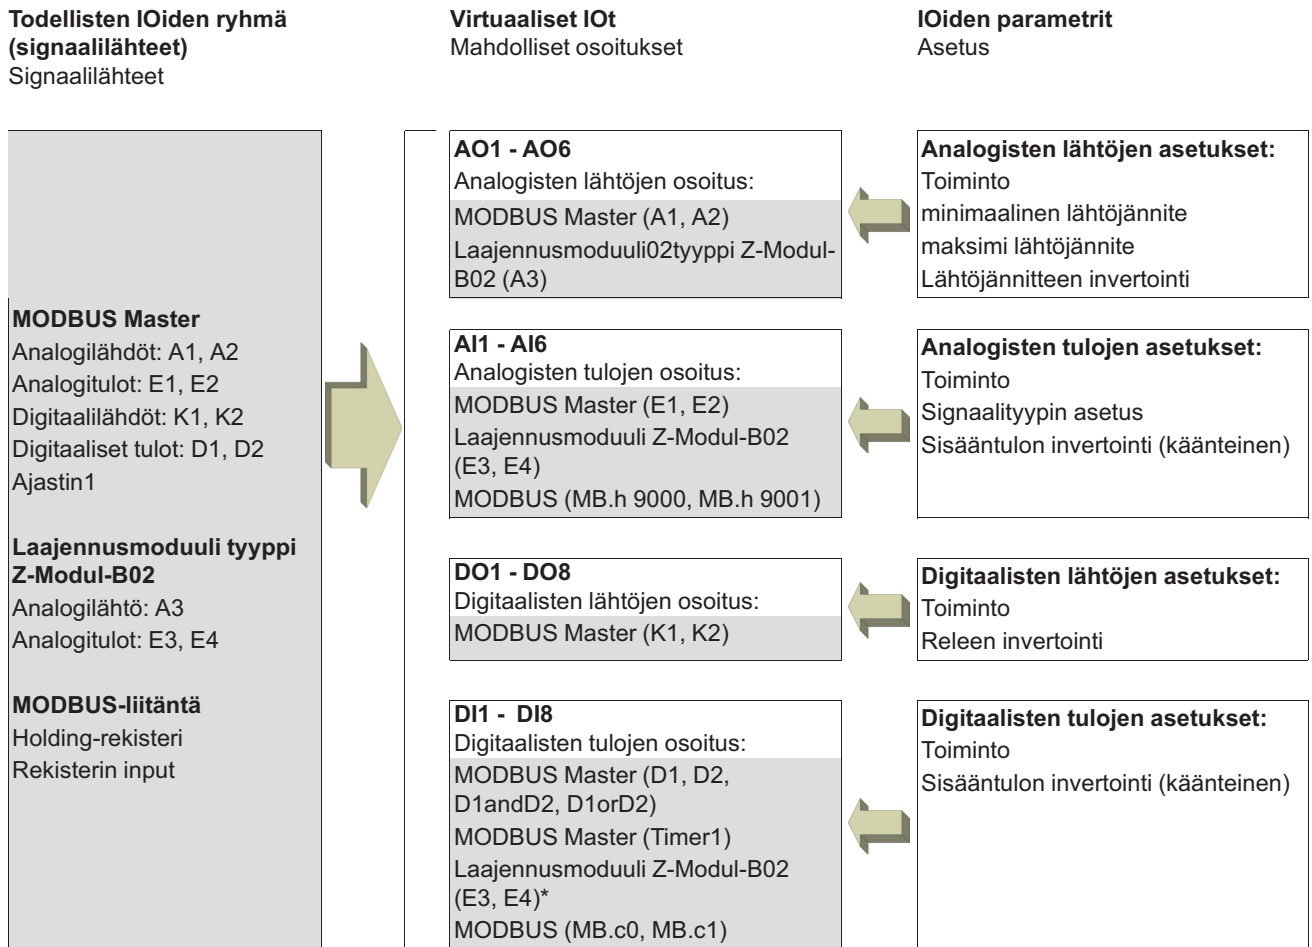 Todellisten IOiden ryhmä
(signaalilähteet)
Signaalilähteet
Virtuaaliset IOt
Mahdolliset osoitukset
IOiden parametrit
Asetus
MODBUS Master
Analogilähdöt: A1, A2
Analogitulot: E1, E2
Digitaalilähdöt: K1, K2
Digitaaliset tulot: D1, D2
Ajastin1
Laajennusmoduuli tyyppi
Z-Modul-B02
Analogilähtö: A3
Analogitulot: E3, E4
MODBUS-liitäntä
Holding-rekisteri
Rekisterin input
AO1 - AO6
Analogisten lähtöjen osoitus:
MODBUS Master (A1, A2)
Laajennusmoduuli02tyyppi Z-Modul-
B02 (A3)
Analogisten lähtöjen asetukset:
Toiminto
minimaalinen lähtöjännite
maksimi lähtöjännite
Lähtöjännitteen invertointi
AI1 - AI6
Analogisten tulojen osoitus:
MODBUS Master (E1, E2)
Laajennusmoduuli Z-Modul-B02
(E3, E4)
MODBUS (MB.h 9000, MB.h 9001)
Analogisten tulojen asetukset:
Toiminto
Signaalityypin asetus
Sisääntulon invertointi (käänteinen)
DO1 - DO8
Digitaalisten lähtöjen osoitus:
MODBUS Master (K1, K2)
Digitaalisten lähtöjen asetukset:
Toiminto
Releen invertointi
DI1 -  DI8
Digitaalisten tulojen osoitus:
MODBUS Master (D1, D2,
D1andD2, D1orD2)
MODBUS Master (Timer1)
Laajennusmoduuli Z-Modul-B02
(E3, E4)*
MODBUS (MB.c0, MB.c1)
Digitaalisten tulojen asetukset:
Toiminto
Sisääntulon invertointi (käänteinen)